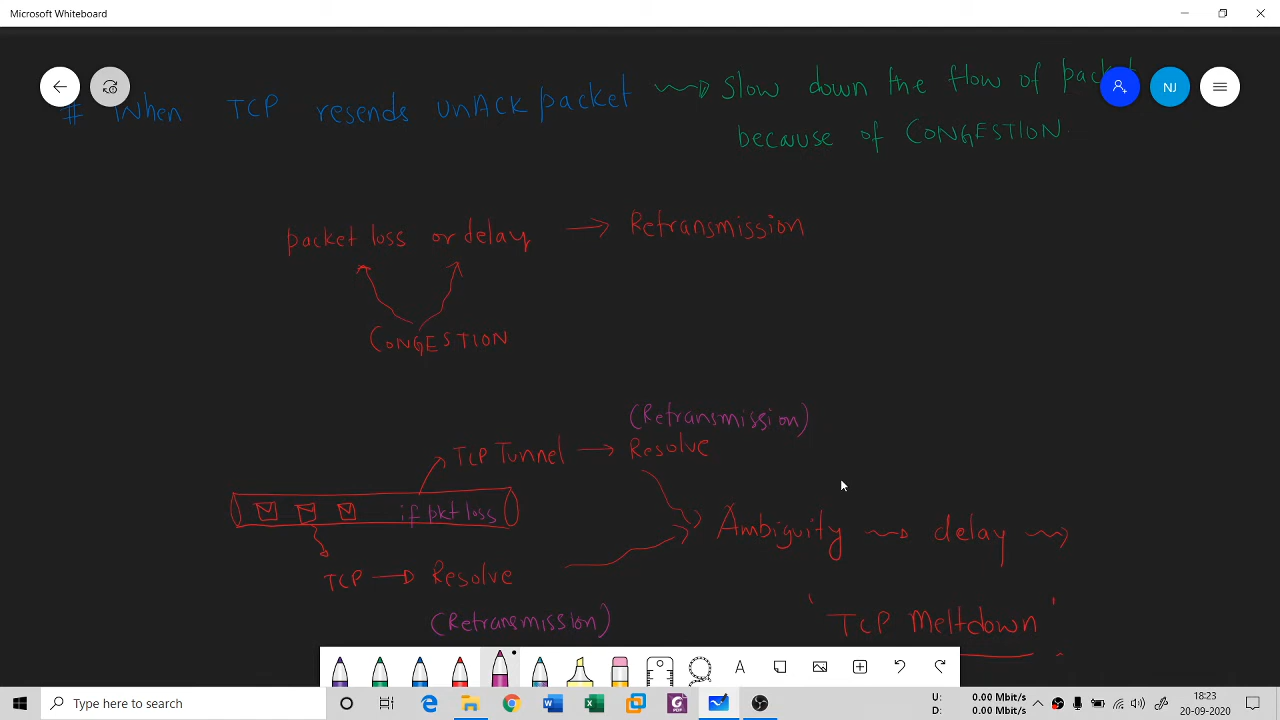 Microsoft Whiteboard
# When TCP resends unACK packet
slow down the flow of packet
because of CONGESTION.
NJ
packet loss or delay → Retransmission
CONGESTION
(Retransmission)
TCP Tunnel → Resolve
if pkt loss
Ambiguity delay
TCP → Resolve
(Retransmission)
'TCP Meltdown'
A
Type here to search
U: 0.00 Mbit/s
D: 0.00 Mbit/s
18:23
20-09-2020